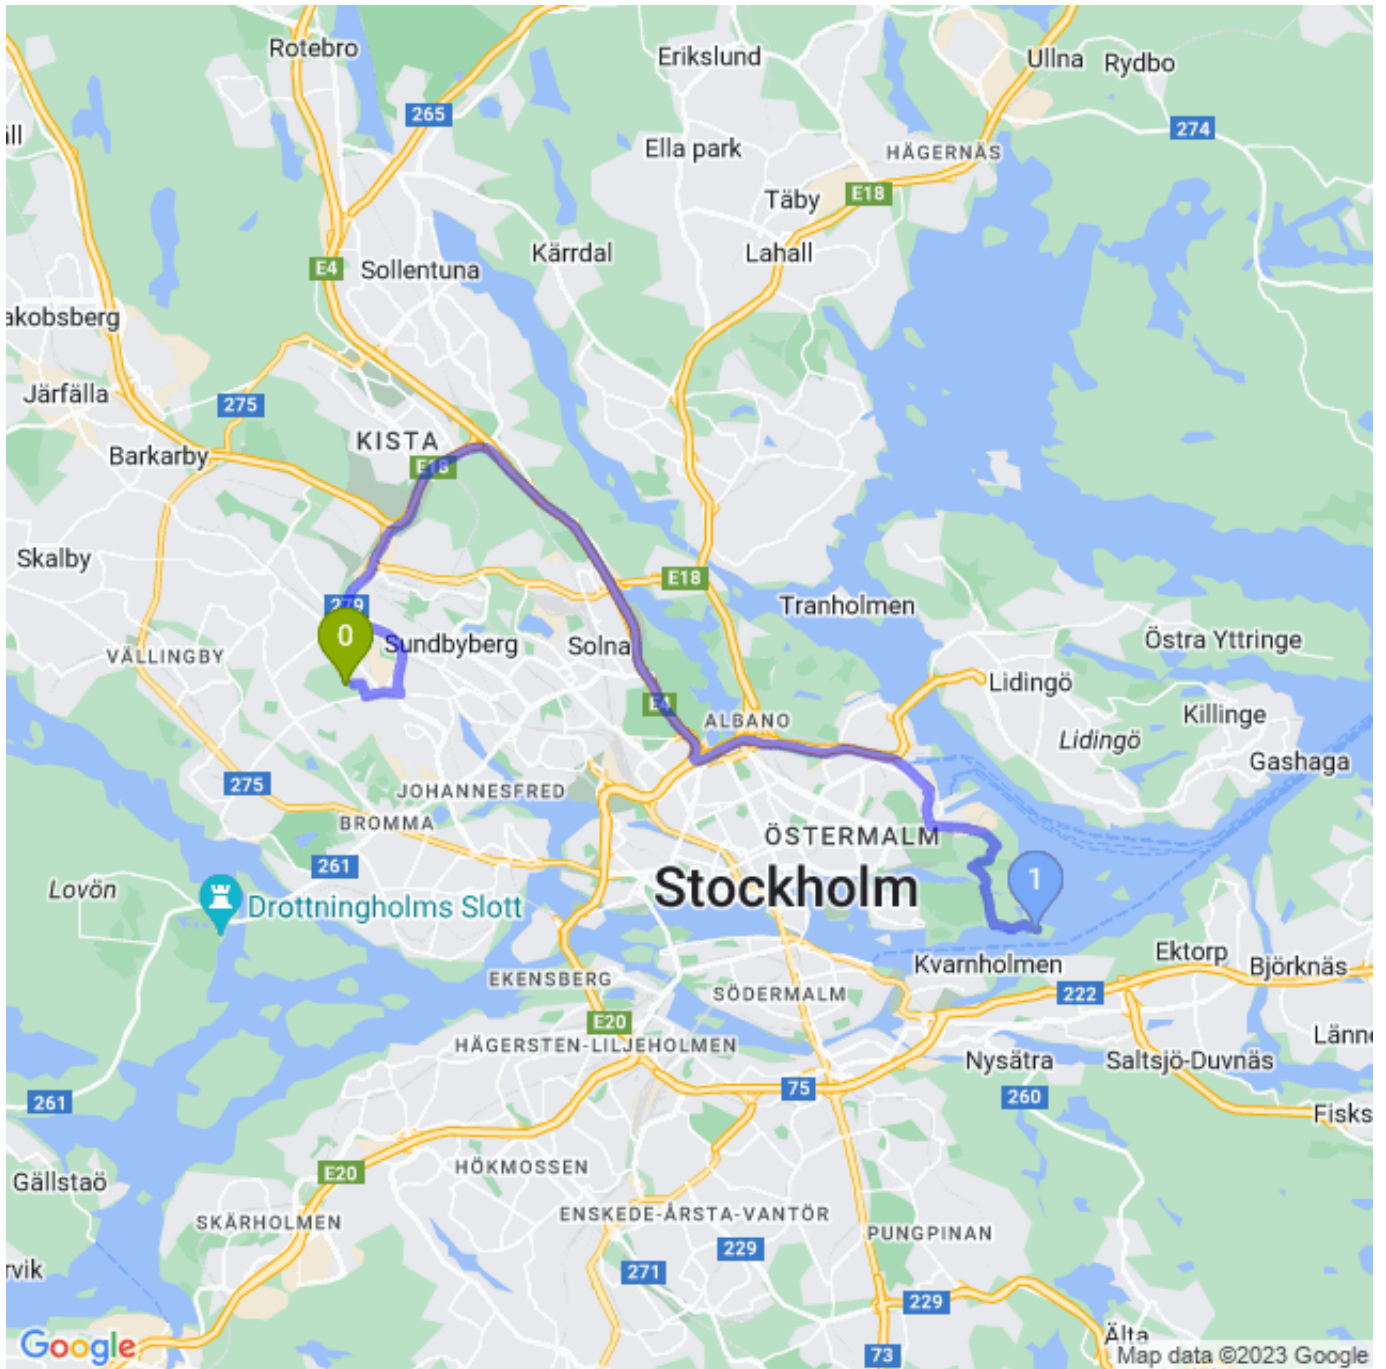 Rotebro
Erikslund
Ullna
Rydbo
265
274
äll
Ella park
HÄGERNÄS
Täby
E18
Kärrdal
Lahall
E4
Sollentuna
akobsberg
Järfälla
275
KISTA
Barkarby
E18
Skalby
E18
279
Tranholmen
0
Sundbyberg
Solna
Östra Yttringe
VÄLLINGBY
Lidingö
E4
ALBANO
Killinge
Lidingö
Gashaga
275
JOHANNESFRED
BROMMA
ÖSTERMALM
261
Stockholm
1
Lovön
Drottningholms Slott
Ektorp
Kvarnholmen
Björknäs
EKENSBERG
SÖDERMALM
222
E20
Länne
HÄGERSTEN-LILJEHOLMEN
Nysätra
Saltsjö-Duvnäs
75
260
261
Fisks
HÖKMOSSEN
E20
Gällstaö
SKÄRHOLMEN
ENSKEDE-ÅRSTA-VANTÖR
PUNGPINAN
229
rvik
271
229
Älta
Google
73
Map data ©2023 Google